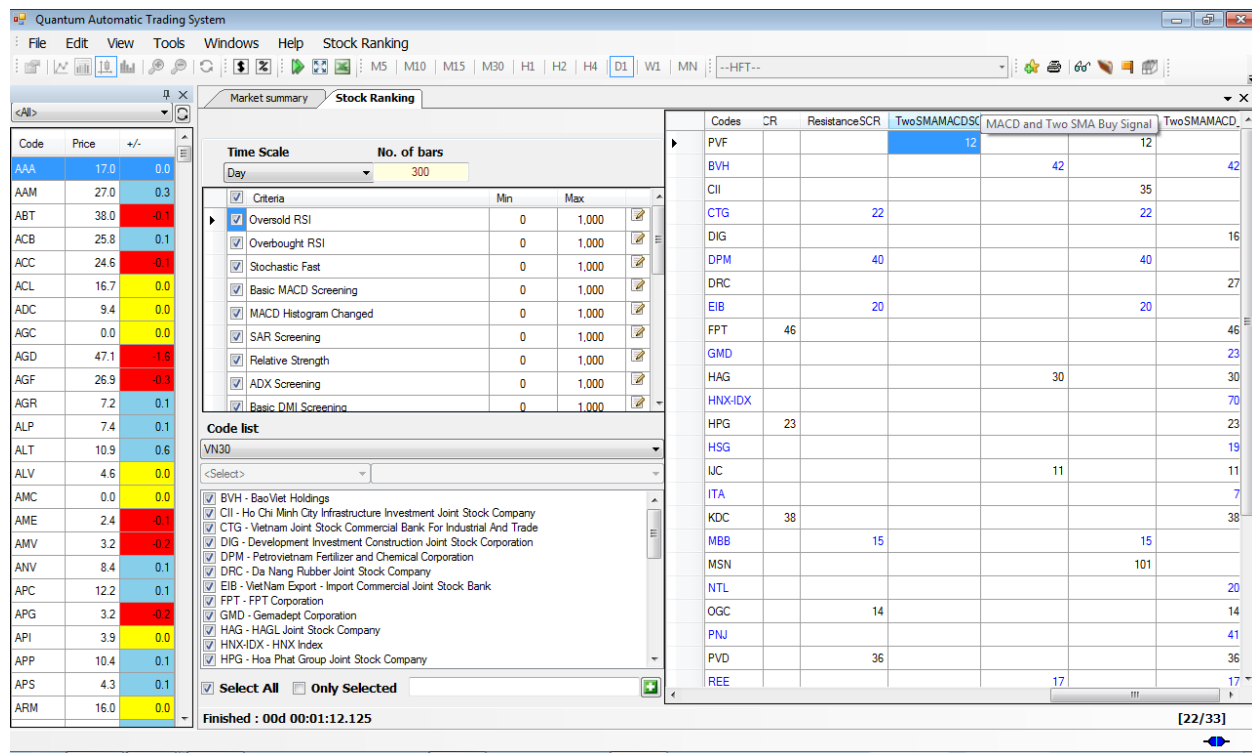 Quantum Automatic Trading System
File Edit View Tools Windows Help Stock Ranking
$ % M5 M10 M15 M30 H1 H2 H4 D1 W1 MN --HFT--
<All>
Code Price +/-
AAA 17.0 0.0
AAM 27.0 0.3
ABT 38.0 -0.1
ACB 25.8 0.1
ACC 24.6 -0.1
ACL 16.7 0.0
ADC 9.4 0.0
AGC 0.0 0.0
AGD 47.1 -1.6
AGF 26.9 -0.3
AGR 7.2 0.1
ALP 7.4 0.1
ALT 10.9 0.6
ALV 4.6 0.0
AMC 0.0 0.0
AME 2.4 -0.1
AMV 3.2 -0.2
ANV 8.4 0.1
APC 12.2 0.1
APG 3.2 -0.2
API 3.9 0.0
APP 10.4 0.1
APS 4.3 0.1
ARM 16.0 0.0
Market summary Stock Ranking
Time Scale No. of bars
Day 300
Criteria Min Max
Oversold RSI 0 1,000
Overbought RSI 0 1,000
Stochastic Fast 0 1,000
Basic MACD Screening 0 1,000
MACD Histogram Changed 0 1,000
SAR Screening 0 1,000
Relative Strength 0 1,000
ADX Screening 0 1,000
Basic DMI Screening 0 1,000
Code list
VN30
<Select>
BVH - BaoViet Holdings
CII - Ho Chi Minh City Infrastructure Investment Joint Stock Company
CTG - Vietnam Joint Stock Commercial Bank For Industrial And Trade
DIG - Development Investment Construction Joint Stock Corporation
DPM - Petrovietnam Fertilizer and Chemical Corporation
DRC - Da Nang Rubber Joint Stock Company
EIB - VietNam Export - Import Commercial Joint Stock Bank
FPT - FPT Corporation
GMD - Gemadept Corporation
HAG - HAGL Joint Stock Company
HNX-IDX - HNX Index
HPG - Hoa Phat Group Joint Stock Company
Select All Only Selected
Finished : 00d 00:01:12.125
Codes CR ResistanceSCR TwoSMAMACDSC MACD and Two SMA Buy Signal TwoSMAMACD_
PVF 12 12
BVH 42 42
CII 35
CTG 22 22
DIG 16
DPM 40 40
DRC 27
EIB 20 20
FPT 46 46
GMD 23
HAG 30 30
HNX-IDX 70
HPG 23 23
HSG 19
IJC 11 11
ITA 7
KDC 38 38
MBB 15 15
MSN 101
NTL 20
OGC 14 14
PNJ 41
PVD 36 36
REE 17 17
[22/33]